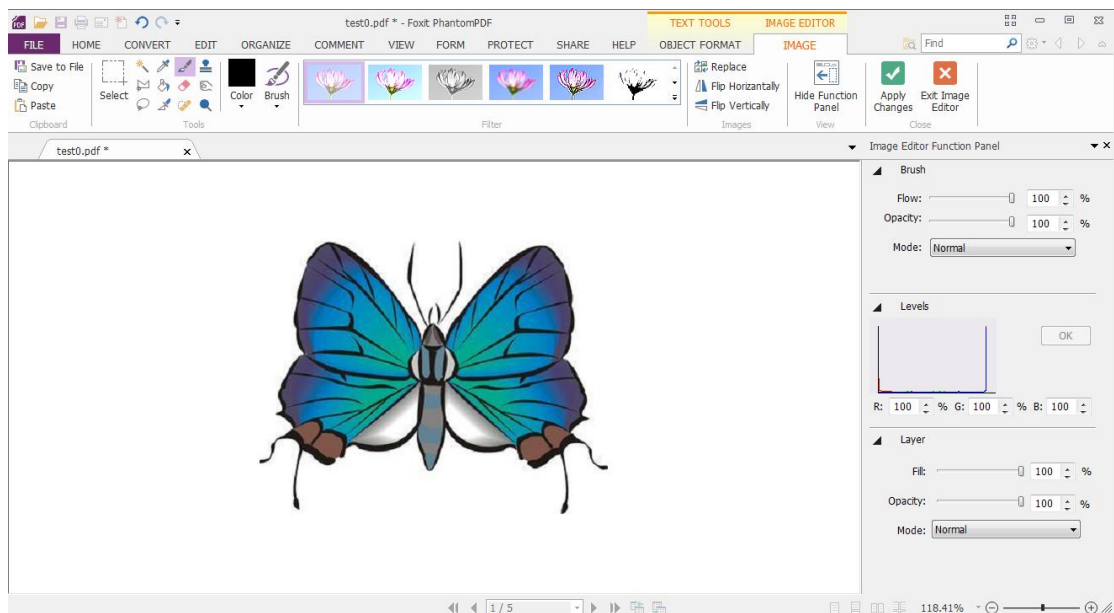 PDF
test0.pdf * - Foxit PhantomPDF
TEXT TOOLS
IMAGE EDITOR
FILE
HOME
CONVERT
EDIT
ORGANIZE
COMMENT
VIEW
FORM
PROTECT
SHARE
HELP
OBJECT FORMAT
IMAGE
Find
Save to File
Copy
Paste
Clipboard
Select
Tools
Color
Brush
Filter
Replace
Flip Horizantally
Flip Vertically
Images
Hide Function
Panel
View
Apply
Changes
Exit Image
Editor
Close
test0.pdf *
Image Editor Function Panel
Brush
Flow: 100 %
Opacity: 100 %
Mode: Normal
Levels
OK
R: 100 % G: 100 % B: 100
Layer
Fill: 100 %
Opacity: 100 %
Mode: Normal
1 / 5
118.41%